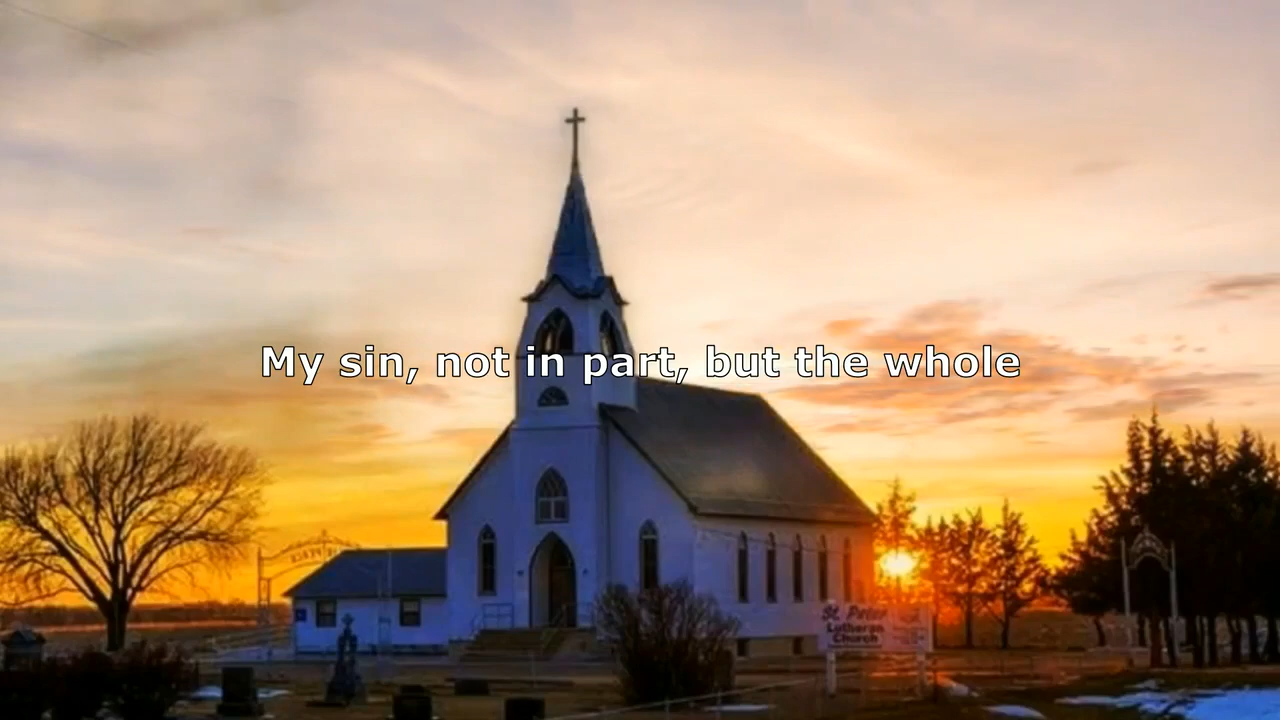 My sin, not in part, but the whole
St. Peter
Lutheran
Church